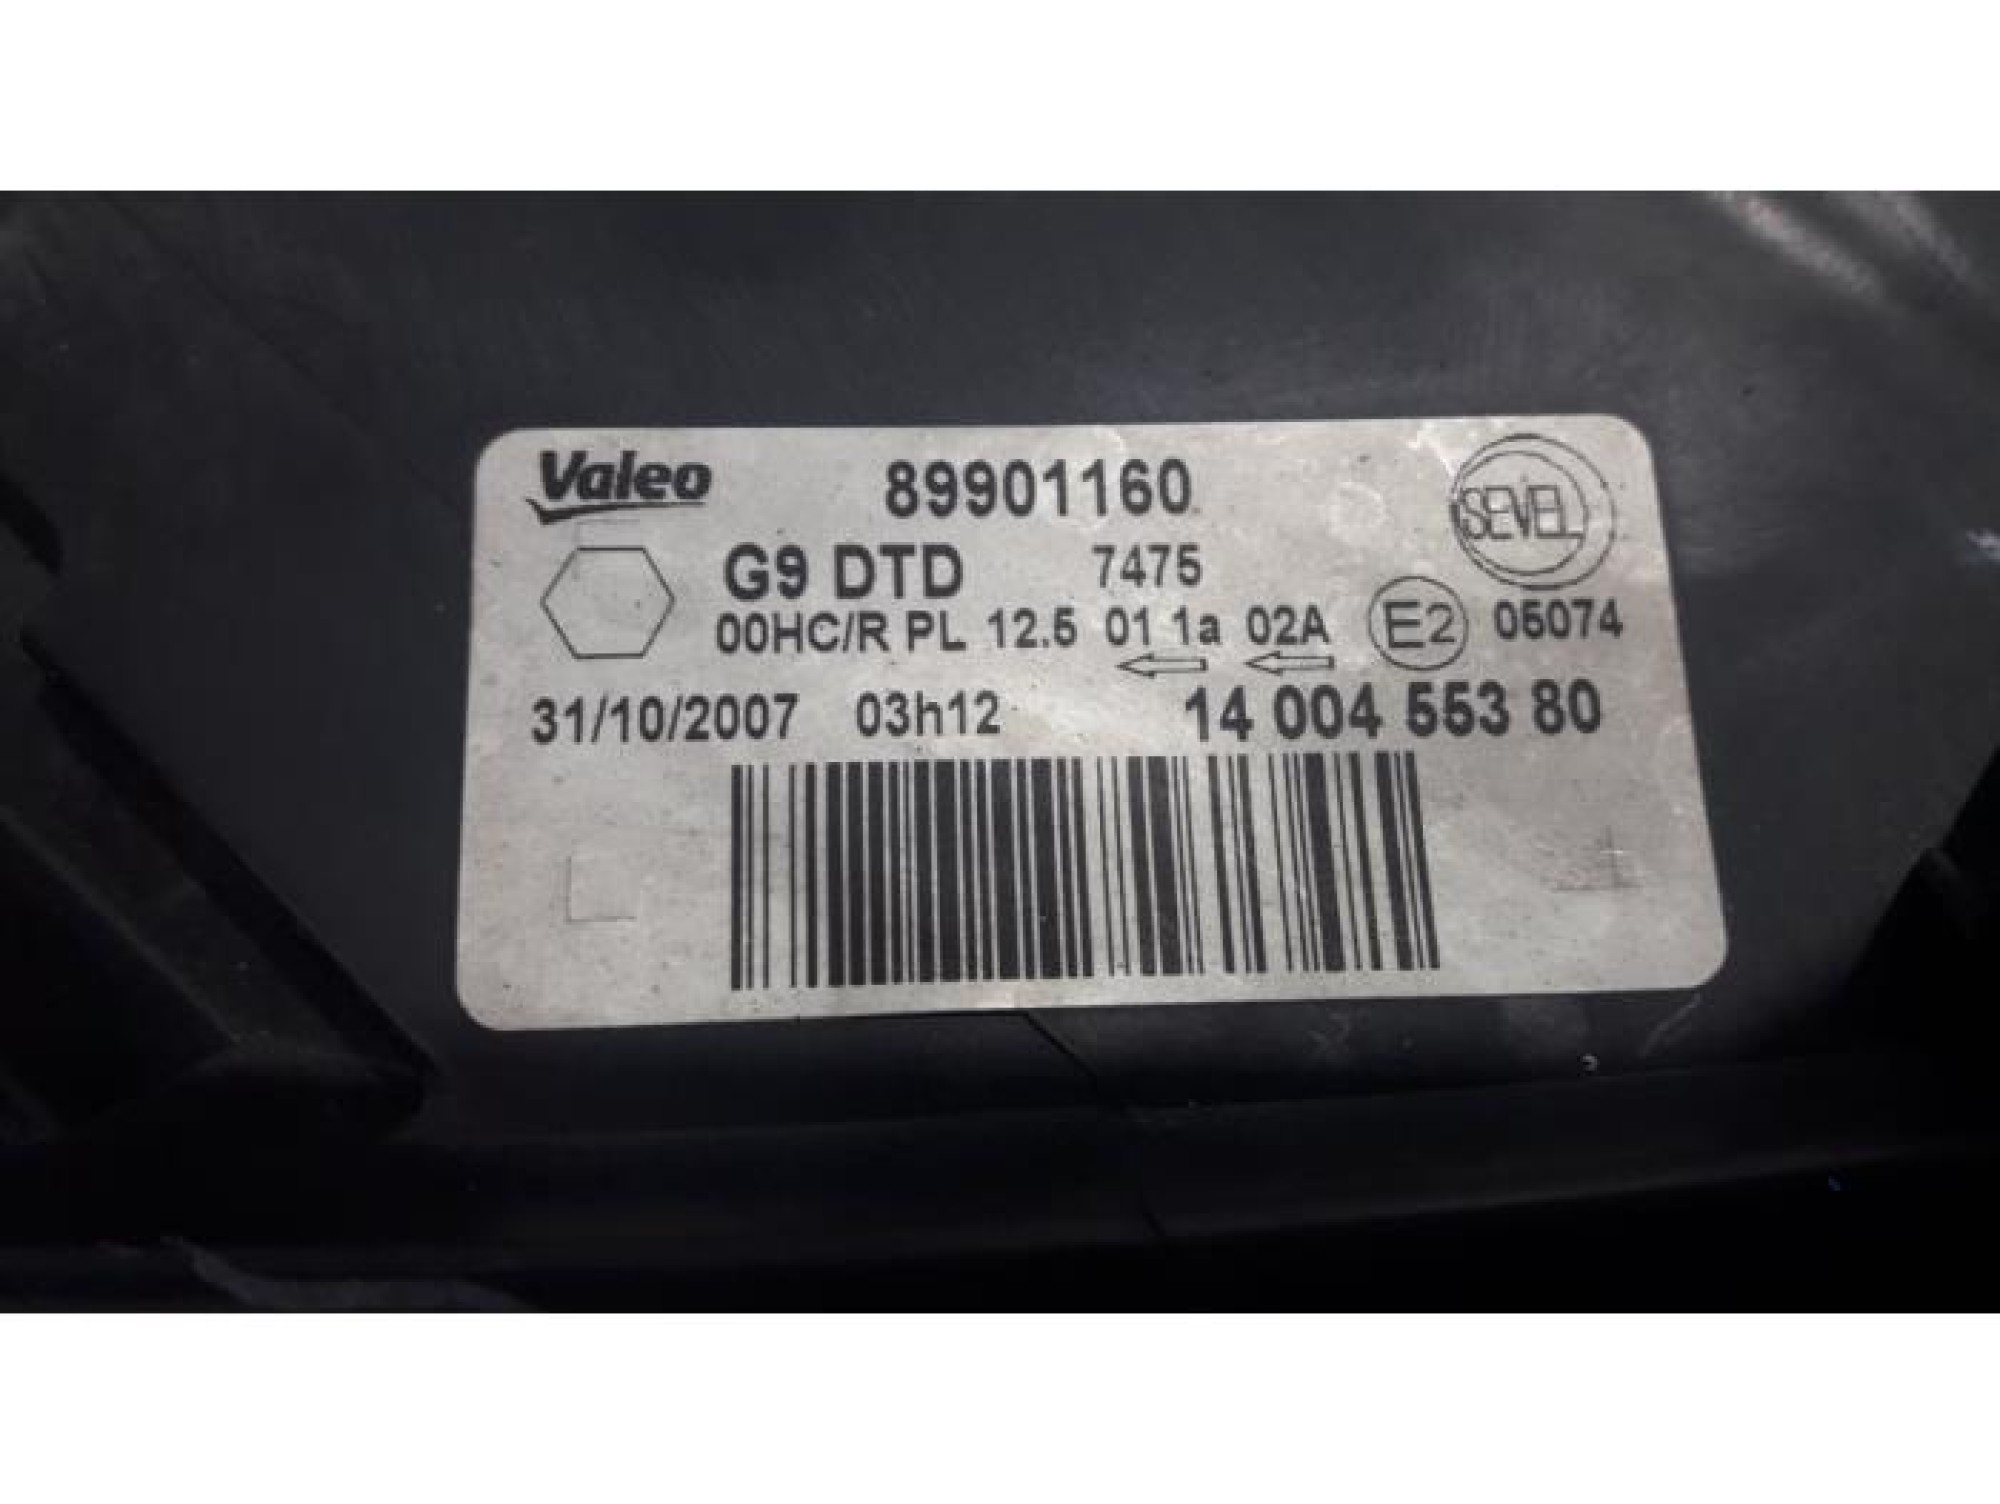 Valeo 89901160 SEVEL
G9 DTD 7475
00HC/R PL 12.5 01 1a 02A E2 05074
31/10/2007 03h12 14 004 553 80